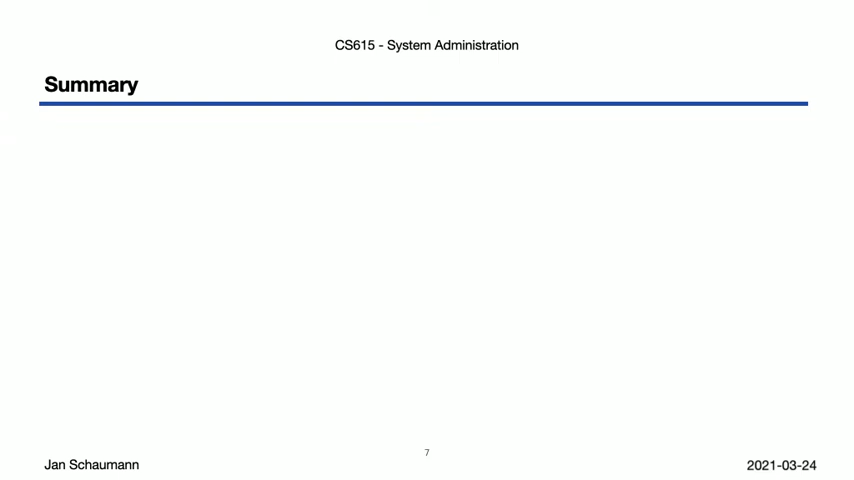 CS615 - System Administration
Summary
7
Jan Schaumann
2021-03-24